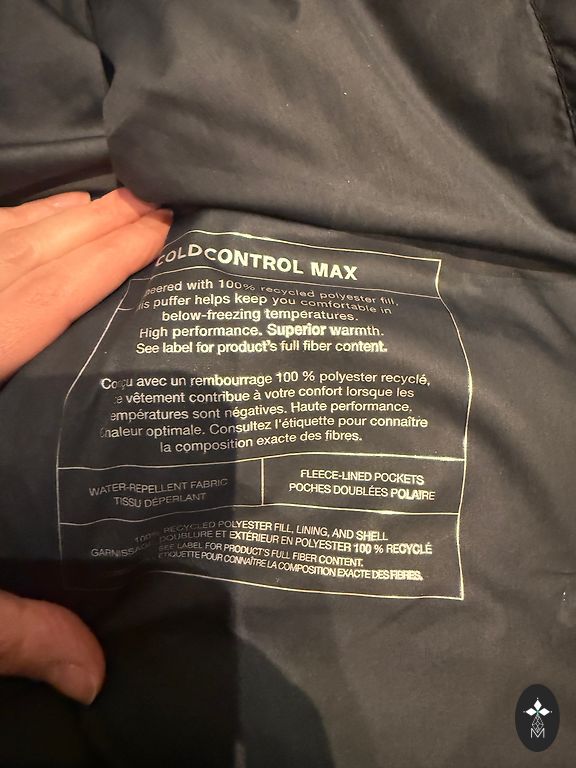 COLDCONTROL MAX
with 100% recycled polyester fill,
puffer helps keep you comfortable in
below-freezing temperatures.
High performance. Superior warmth.
See label for product's full fiber content.
Conçu avec un rembourrage 100 % polyester recyclé,
ce vêtement contribue à votre confort lorsque les
températures sont négatives. Haute performance.
Chaleur optimale. Consultez l'étiquette pour connaître
la composition exacte des fibres.
WATER-REPELLENT FABRIC
TISSU DÉPERLANT
FLEECE-LINED POCKETS
POCHES DOUBLÉES POLAIRE
100% RECYCLED POLYESTER FILL, LINING, AND SHELL
DOUBLURE ET EXTÉRIEUR EN POLYESTER 100 % RECYCLÉ
SEE LABEL FOR PRODUCT'S FULL FIBER CONTENT.
ÉTIQUETTE POUR CONNAÎTRE LA COMPOSITION EXACTE DES FIBRES.
M